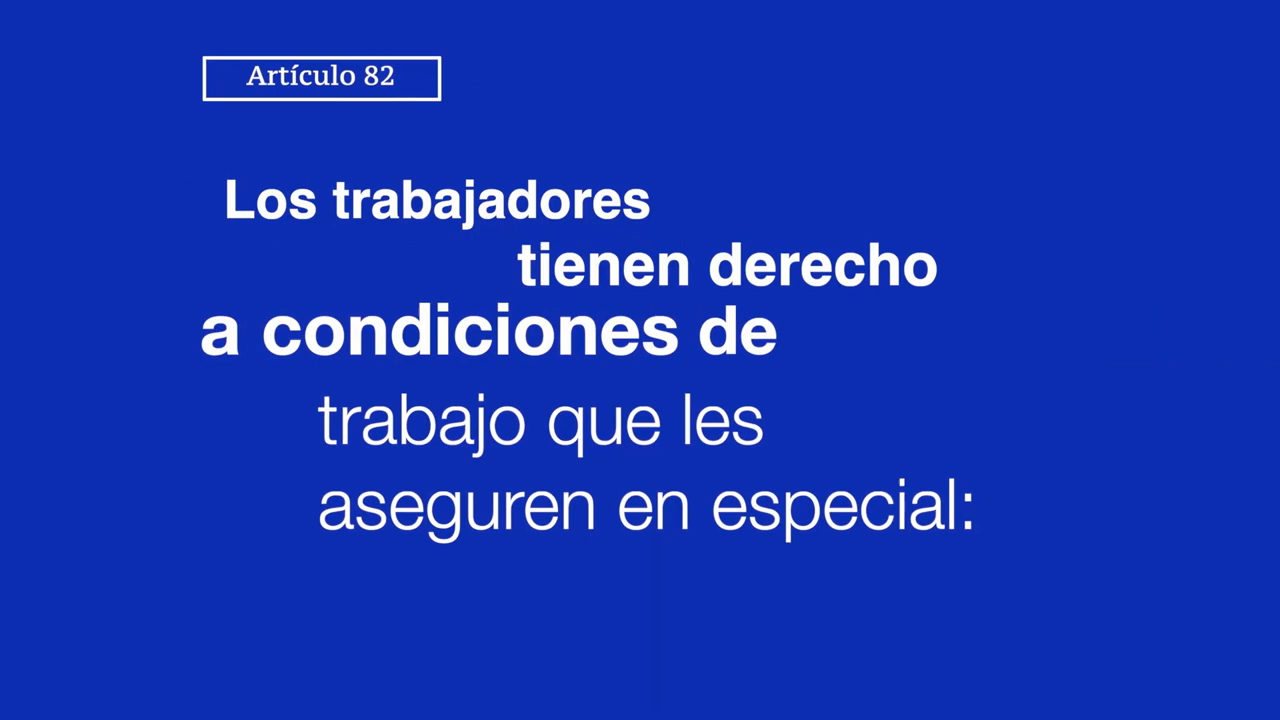 Artículo 82
Los trabajadores
tienen derecho
a condiciones de
trabajo que les
aseguren en especial: